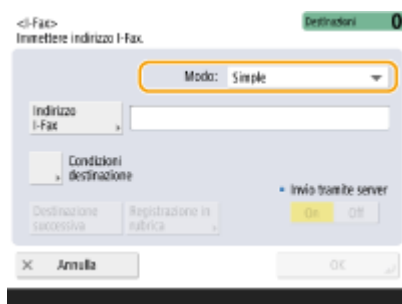 <I-Fax>
Immettere indirizzo I-Fax.
Destinazioni 0
Modo: Simple
Indirizzo
I-Fax
Condizioni
destinazione
Invio tramite server
On Off
Destinazione
successiva
Registrazione in
rubrica
× Annulla
OK